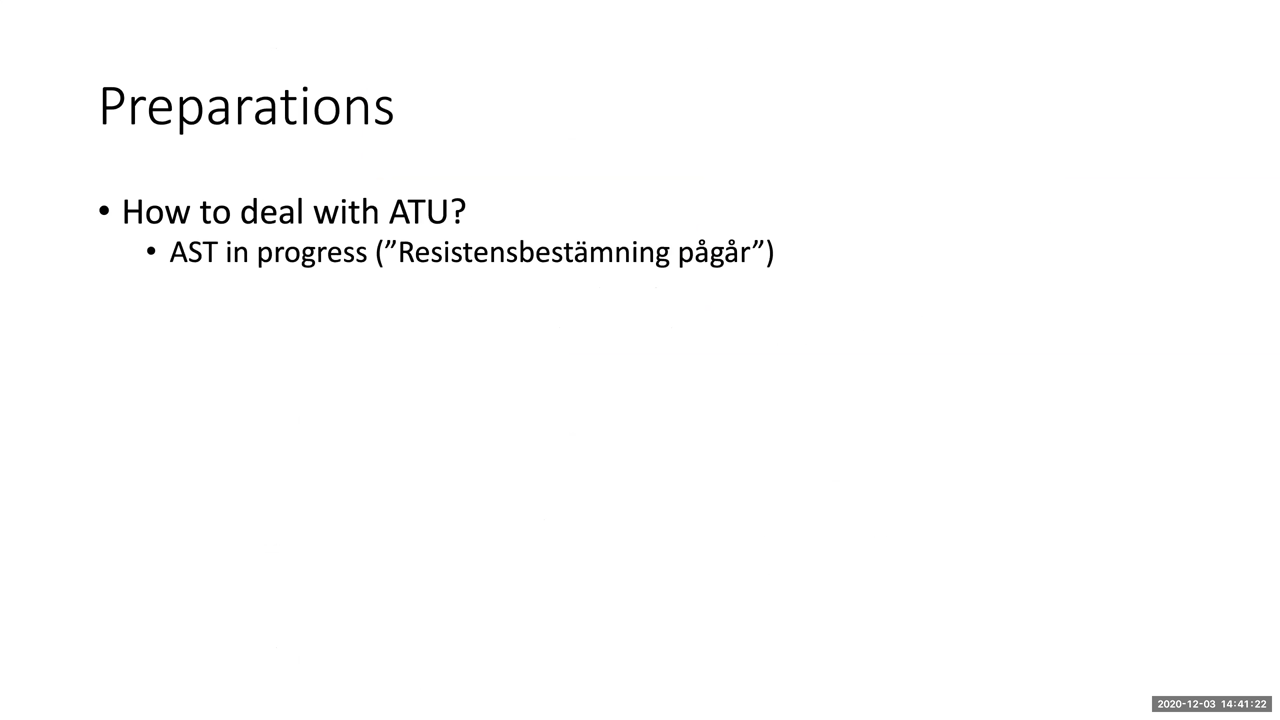 Preparations
• How to deal with ATU?
• AST in progress (”Resistensbestämning pågår”)
2020-12-03 14:41:22